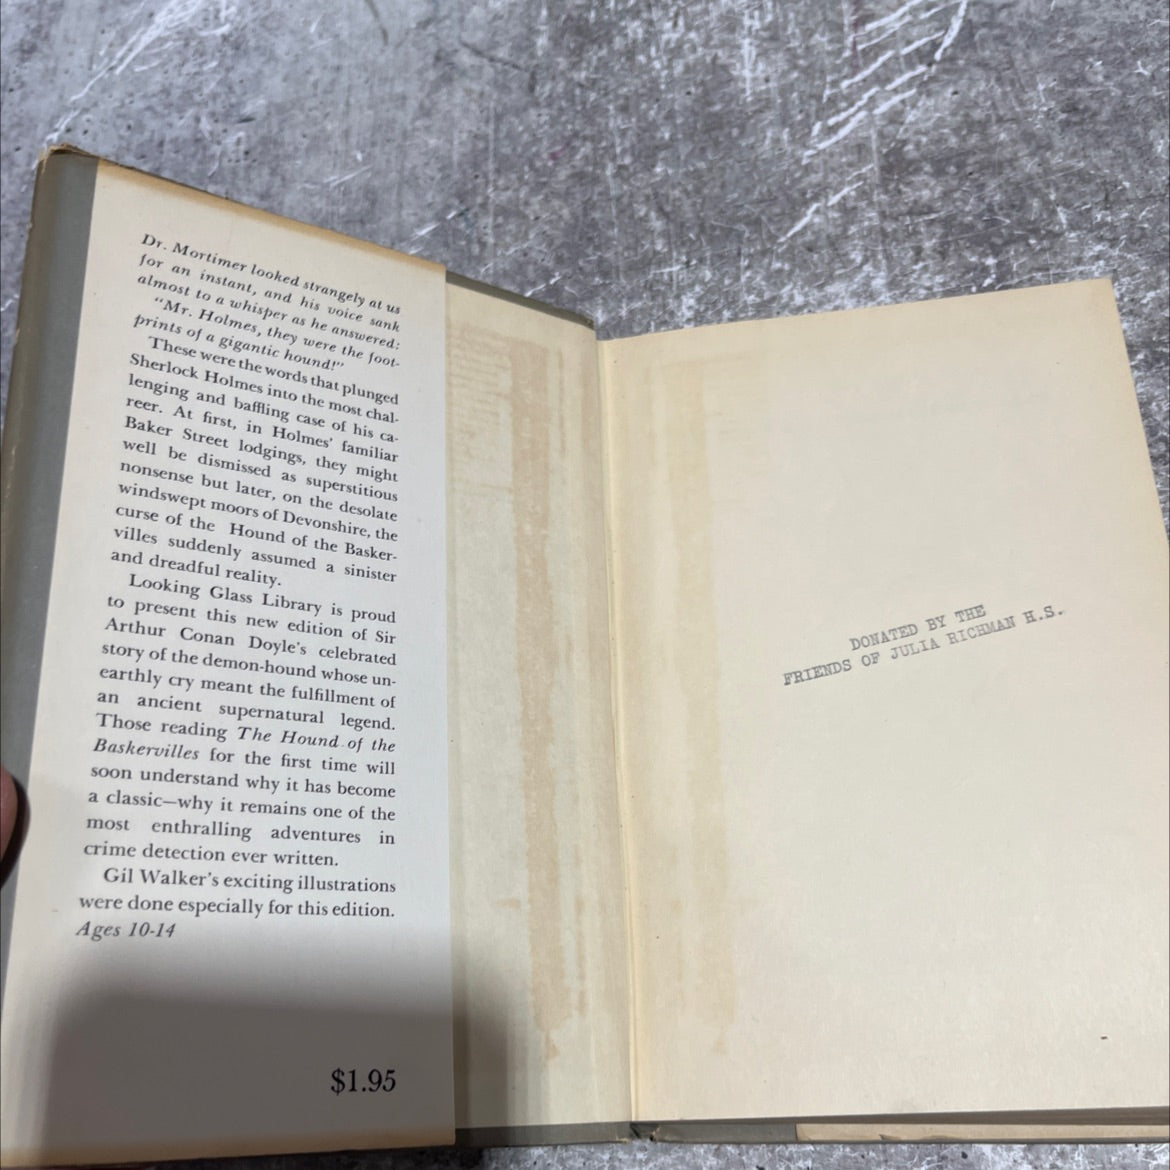 Dr. Mortimer looked strangely at us
for an instant, and his voice sank
almost to a whisper as he answered:
“Mr. Holmes, they were the foot-
prints of a gigantic hound!”
These were the words that plunged
Sherlock Holmes into the most chal-
lenging and baffling case of his ca-
reer. At first, in Holmes’ familiar
Baker Street lodgings, they might
well be dismissed as superstitious
nonsense but later, on the desolate
windswept moors of Devonshire, the
curse of the Hound of the Basker-
villes suddenly assumed a sinister
and dreadful reality.
Looking Glass Library is proud
to present this new edition of Sir
Arthur Conan Doyle’s celebrated
story of the demon-hound whose un-
earthly cry meant the fulfillment of
an ancient supernatural legend.
Those reading The Hound of the
Baskervilles for the first time will
soon understand why it has become
a classic—why it remains one of the
most enthralling adventures in
crime detection ever written.
Gil Walker’s exciting illustrations
were done especially for this edition.
Ages 10-14
$1.95
DONATED BY THE
FRIENDS OF JULIA RICHMAN H.S.